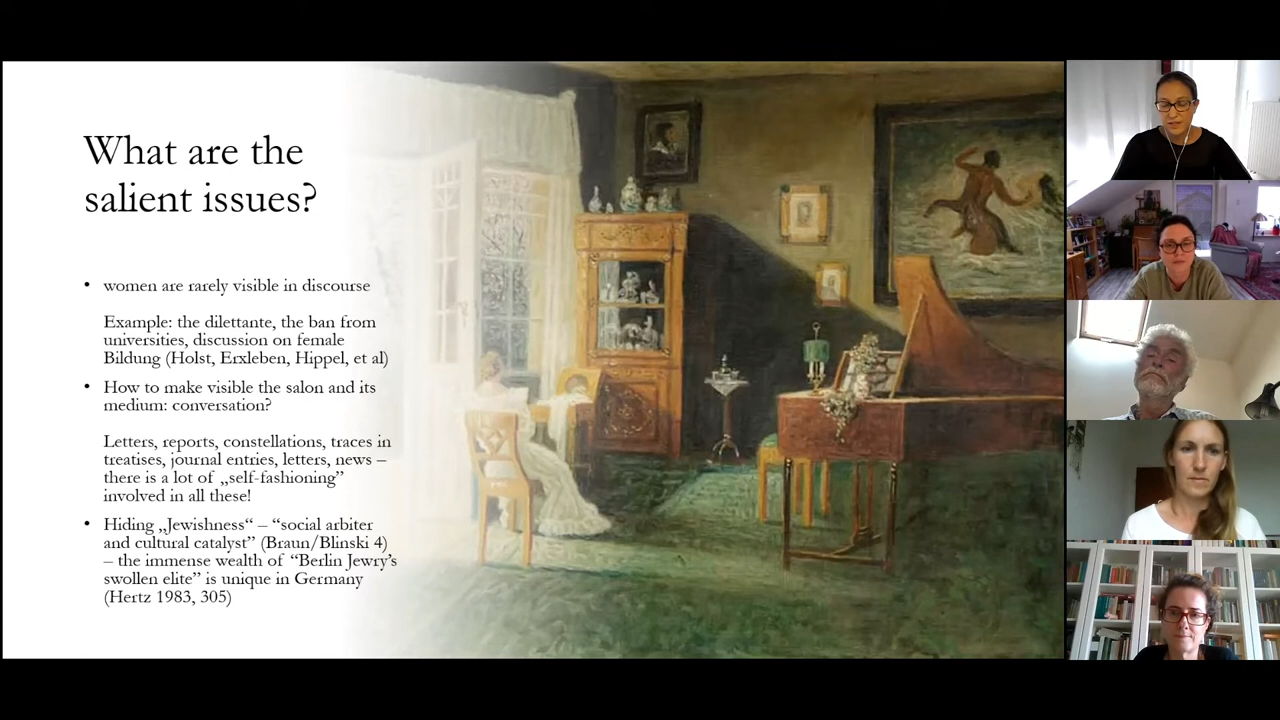 What are the
salient issues?
• women are rarely visible in discourse
Example: the dilettante, the ban from
universities, discussion on female
Bildung (Holst, Erxleben, Hippel, et al)
• How to make visible the salon and its
medium: conversation?
Letters, reports, constellations, traces in
treatises, journal entries, letters, news –
there is a lot of „self-fashioning”
involved in all these!
• Hiding „Jewishness“ – “social arbiter
and cultural catalyst” (Braun/Blinski 4)
– the immense wealth of “Berlin Jewry’s
swollen elite” is unique in Germany
(Hertz 1983, 305)